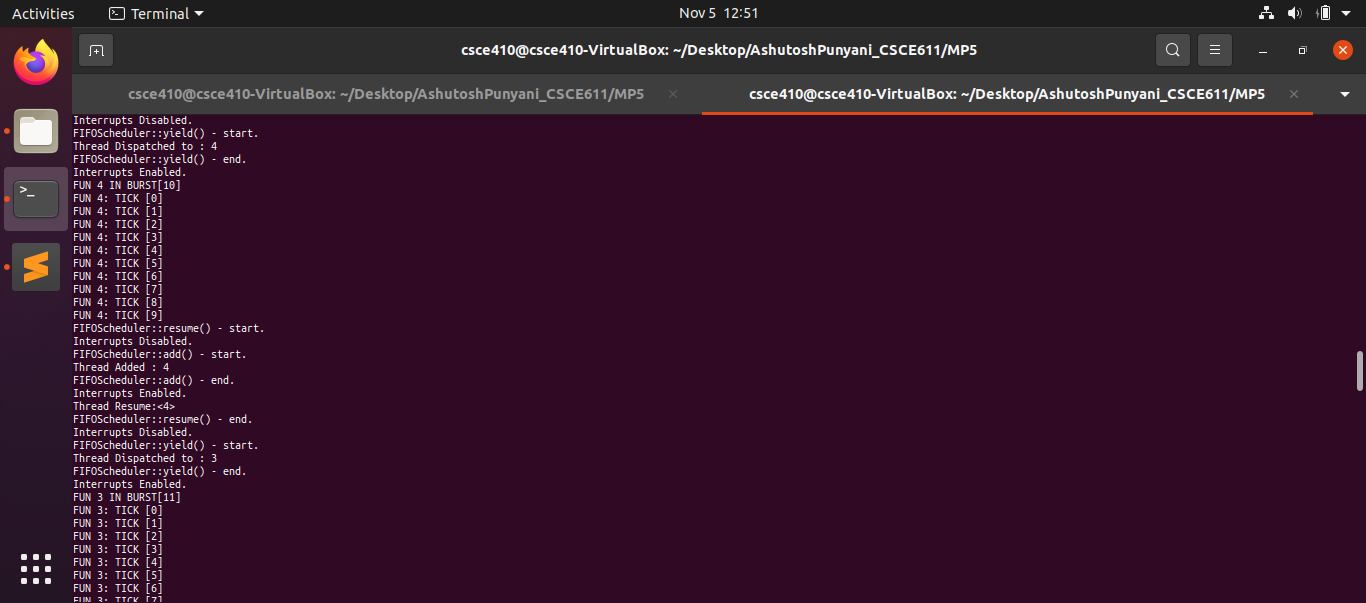 Activities
Terminal
Nov 5 12:51
csce410@csce410-VirtualBox: ~/Desktop/AshutoshPunyani_CSCE611/MP5
csce410@csce410-VirtualBox: ~/Desktop/AshutoshPunyani_CSCE611/MP5
csce410@csce410-VirtualBox: ~/Desktop/AshutoshPunyani_CSCE611/MP5
Interrupts Disabled.
FIFOScheduler::yield() - start.
Thread Dispatched to : 4
FIFOScheduler::yield() - end.
Interrupts Enabled.
FUN 4 IN BURST[10]
FUN 4: TICK [0]
FUN 4: TICK [1]
FUN 4: TICK [2]
FUN 4: TICK [3]
FUN 4: TICK [4]
FUN 4: TICK [5]
FUN 4: TICK [6]
FUN 4: TICK [7]
FUN 4: TICK [8]
FUN 4: TICK [9]
FIFOScheduler::resume() - start.
Interrupts Disabled.
FIFOScheduler::add() - start.
Thread Added : 4
FIFOScheduler::add() - end.
Interrupts Enabled.
Thread Resume:<4>
FIFOScheduler::resume() - end.
Interrupts Disabled.
FIFOScheduler::yield() - start.
Thread Dispatched to : 3
FIFOScheduler::yield() - end.
Interrupts Enabled.
FUN 3 IN BURST[11]
FUN 3: TICK [0]
FUN 3: TICK [1]
FUN 3: TICK [2]
FUN 3: TICK [3]
FUN 3: TICK [4]
FUN 3: TICK [5]
FUN 3: TICK [6]
FUN 3: TICK [7]